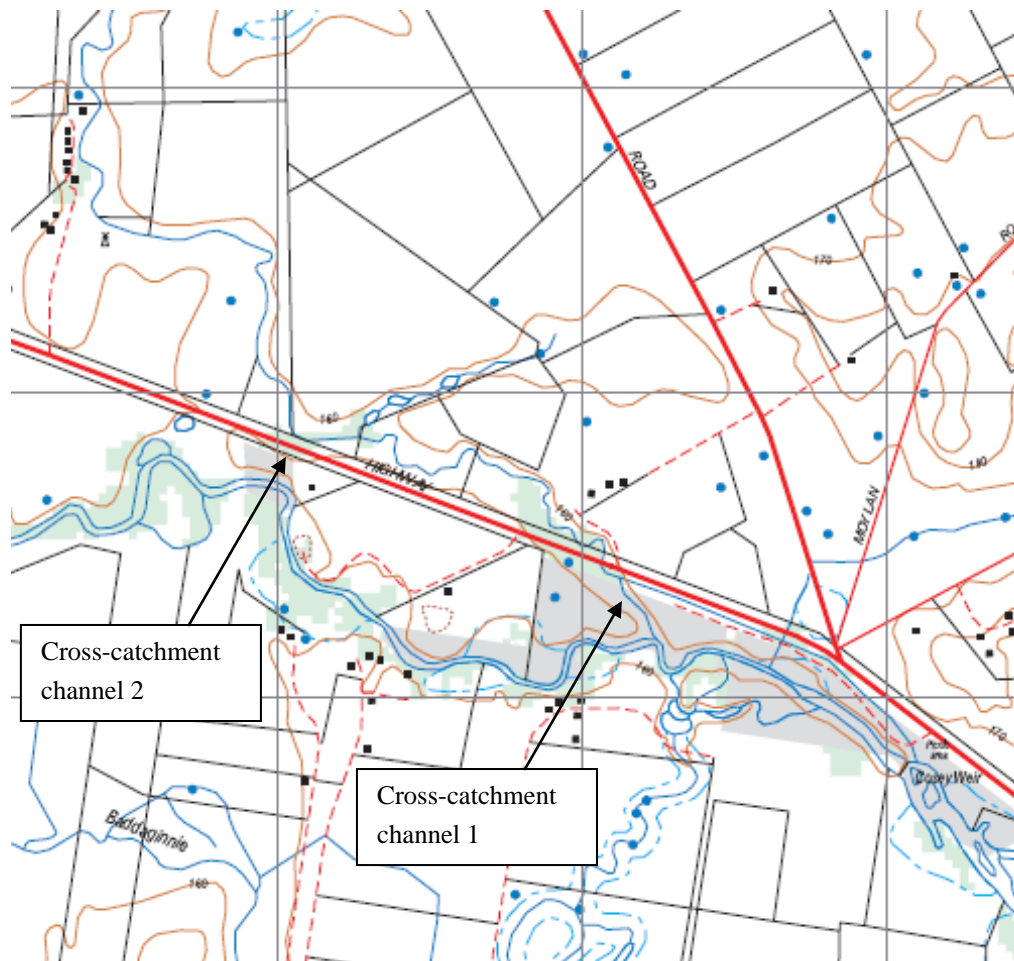 ROAD
170
160
HIGHWAY
160
140
160
170
Cross-catchment
channel 2
Cross-catchment
channel 1
Casey Weir
Baddaginnie
160